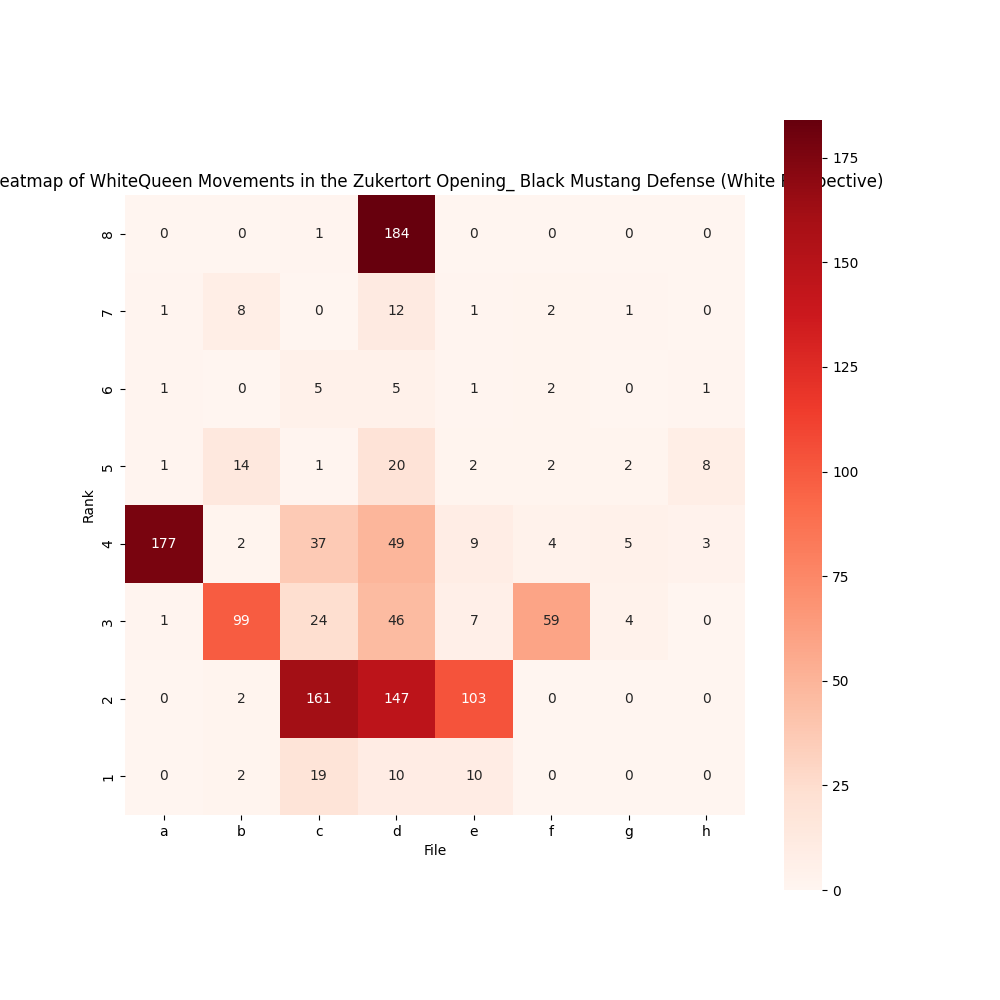 eatmap of WhiteQueen Movements in the Zukertort Opening_ Black Mustang Defense (White pective)
8 0 0 1 184 0 0 0 0
7 1 8 0 12 1 2 1 0
6 1 0 5 5 1 2 0 1
5 1 14 1 20 2 2 2 8
4 177 2 37 49 9 4 5 3
3 1 99 24 46 7 59 4 0
2 0 2 161 147 103 0 0 0
1 0 2 19 10 10 0 0 0
a b c d e f g h
Rank
File
175
150
125
100
75
50
25
0